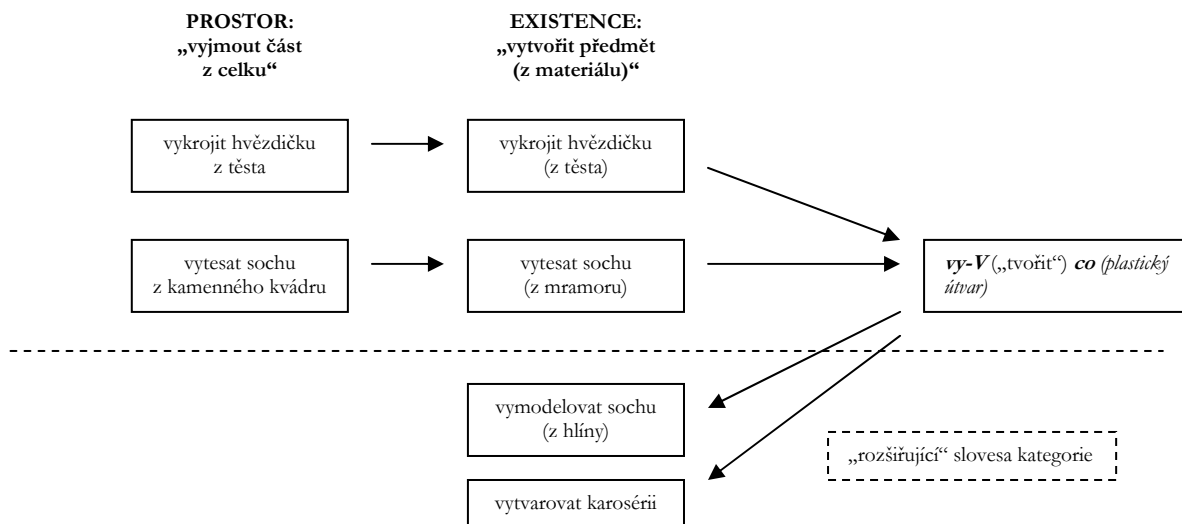 PROSTOR:
„vyjmout část
z celku“
EXISTENCE:
„vytvořit předmět
(z materiálu)“
vykrojit hvězdičku
z těsta
vykrojit hvězdičku
(z těsta)
vytesat sochu
z kamenného kvádru
vytesat sochu
(z mramoru)
vy-V („tvořit“) co (plastický
útvar)
vymodelovat sochu
(z hlíny)
„rozšiřující“ slovesa kategorie
vytvarovat karosérii